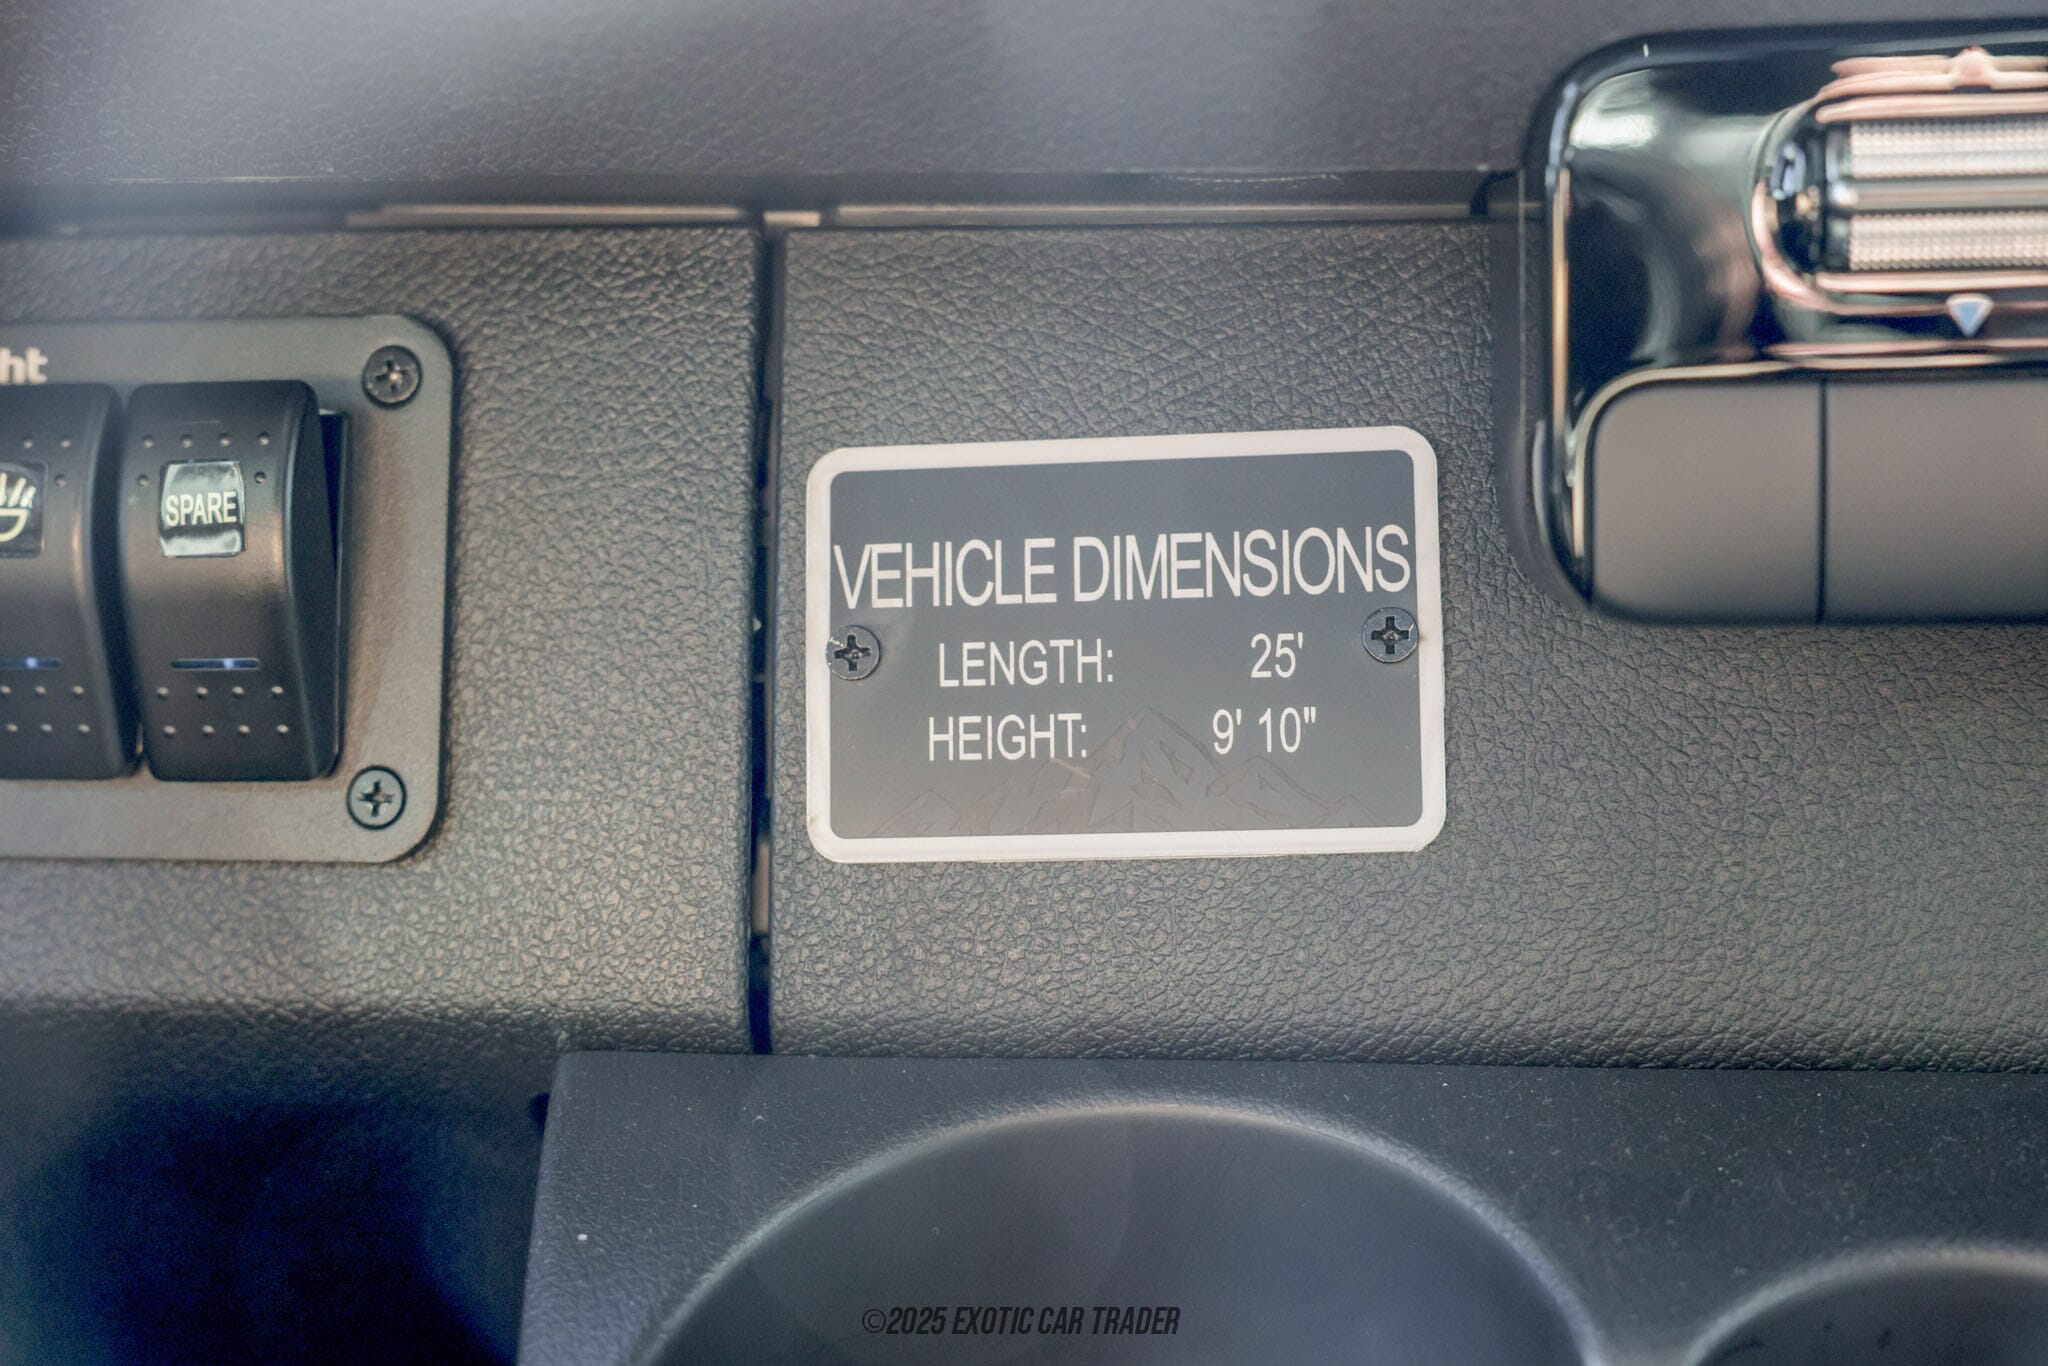 ht
SPARE
VEHICLE DIMENSIONS
LENGTH: 25'
HEIGHT: 9' 10"
©2025 EXOTIC CAR TRADER